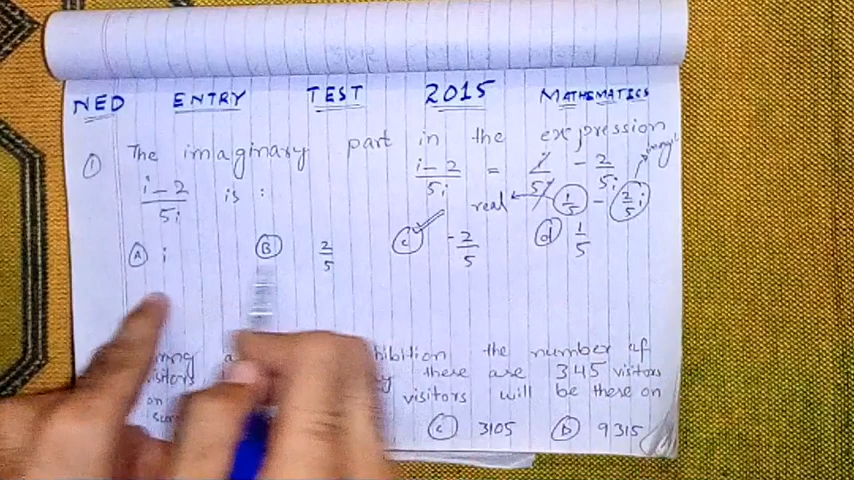 NED ENTRY TEST 2015 MATHEMATICS
① The imaginary part in the expression
i-2/5i is : i-2/5i = i/5i - 2/5i
real 1/5 - 2/5 i
Ⓐ i Ⓑ 2/5 Ⓒ -2/5 ⓓ 1/5
hibition the number of
there are 345 visitors
on visitors will be there on
Ⓒ 3105 Ⓓ 9315